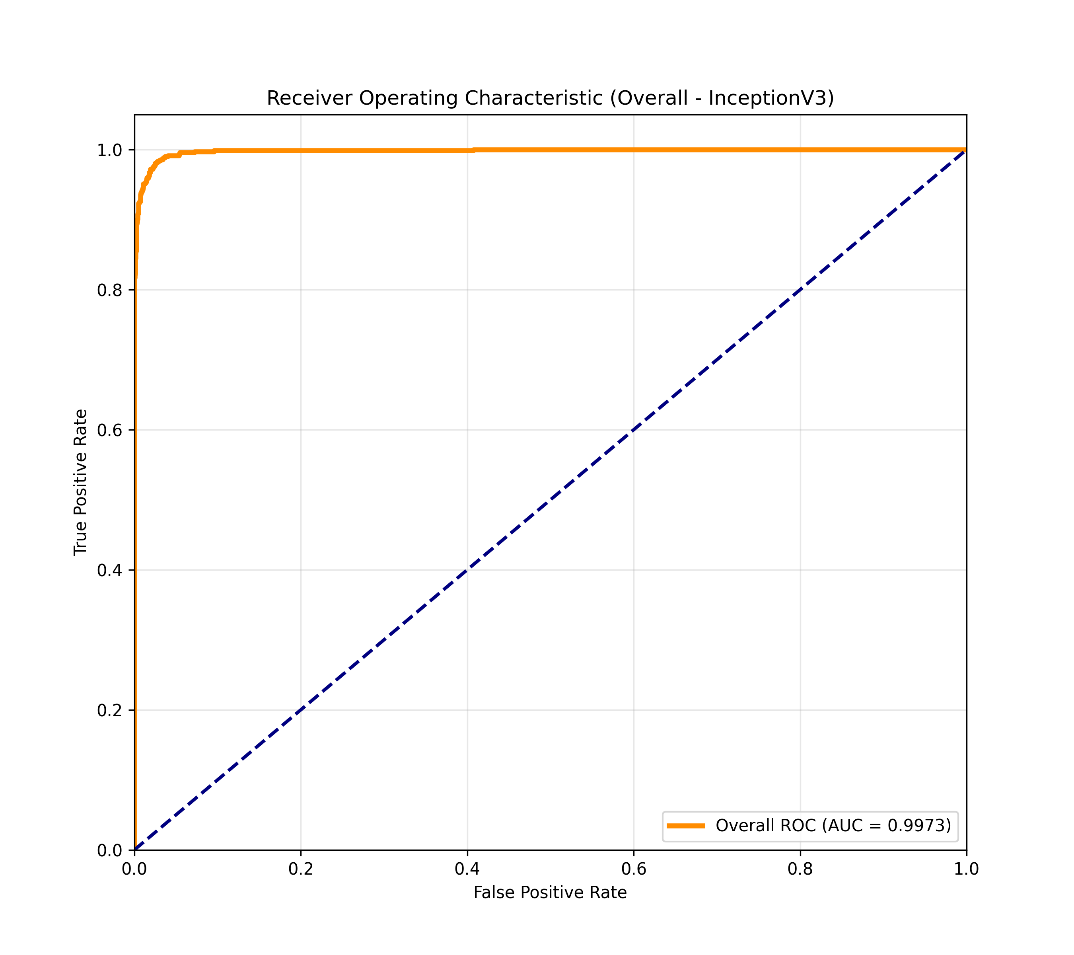 Receiver Operating Characteristic (Overall - InceptionV3)
True Positive Rate
1.0
0.8
0.6
0.4
0.2
0.0
0.0 0.2 0.4 0.6 0.8 1.0
False Positive Rate
Overall ROC (AUC = 0.9973)